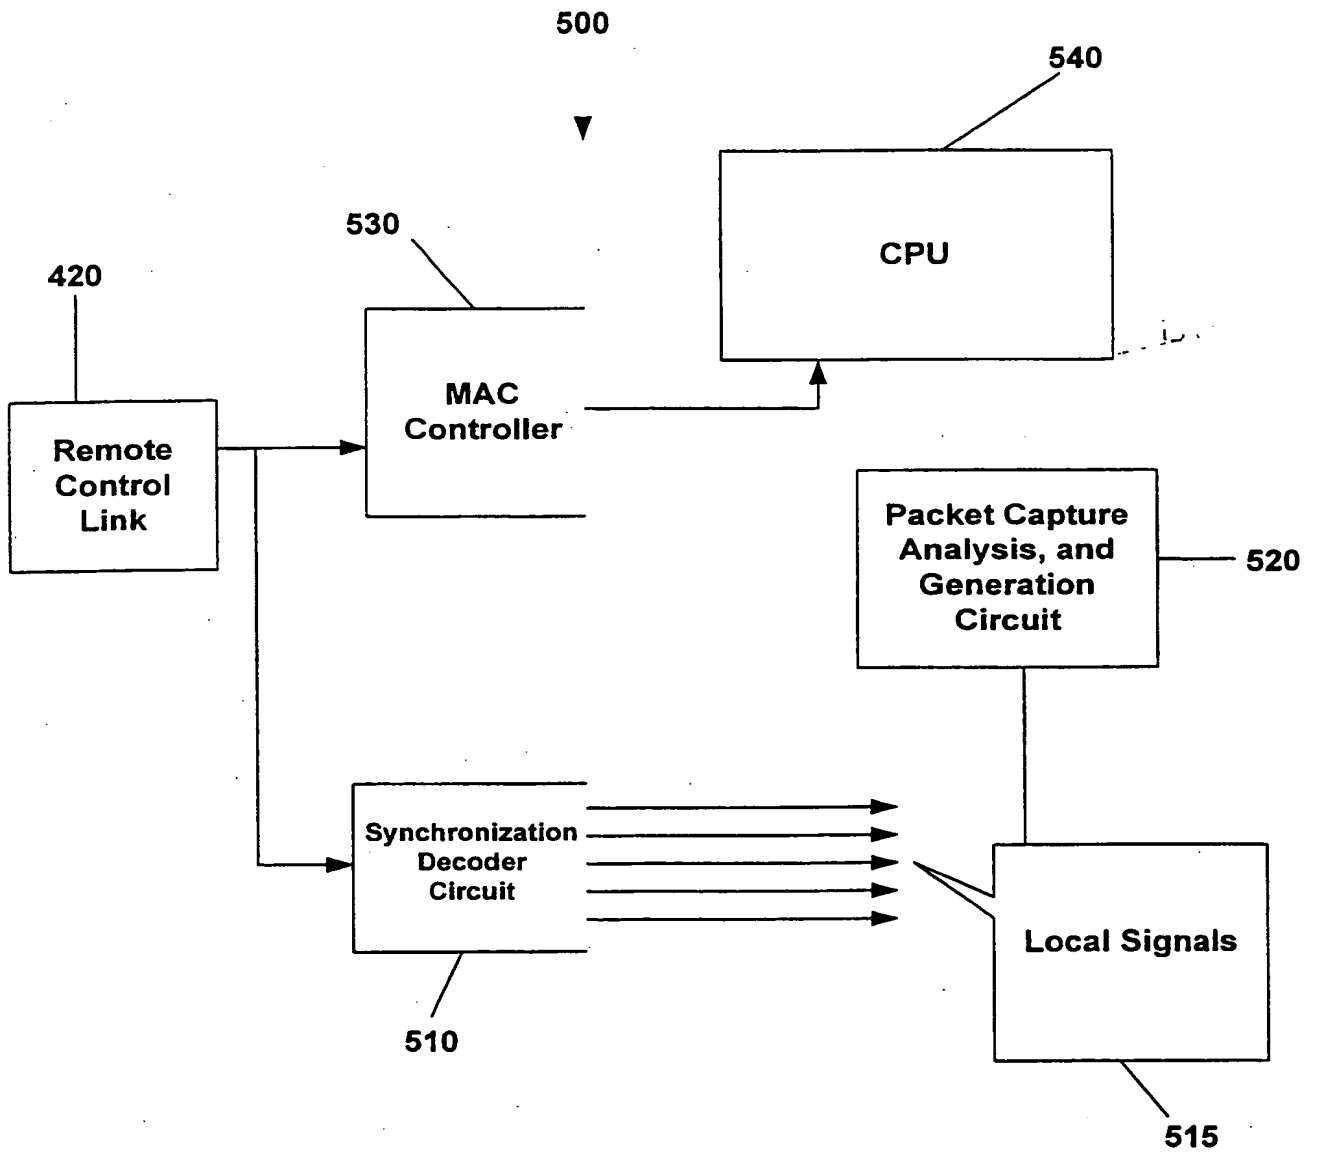 500
540
CPU
530
420
MAC
Controller
Remote
Control
Link
Packet Capture
Analysis, and
Generation
Circuit
520
Synchronization
Decoder
Circuit
Local Signals
510
515